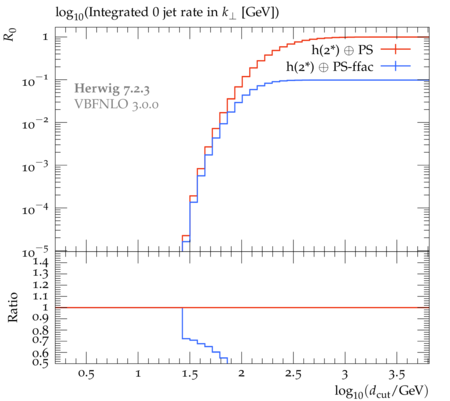 log₁₀(Integrated 0 jet rate in k⊥ [GeV])
R₀
h(2*) ⊕ PS
h(2*) ⊕ PS-ffac
Herwig 7.2.3
VBFNLO 3.0.0
1
10⁻¹
10⁻²
10⁻³
10⁻⁴
10⁻⁵
Ratio
1.4
1.3
1.2
1.1
1
0.9
0.8
0.7
0.6
0.5
0.5 1 1.5 2 2.5 3 3.5
log₁₀(d_cut/GeV)